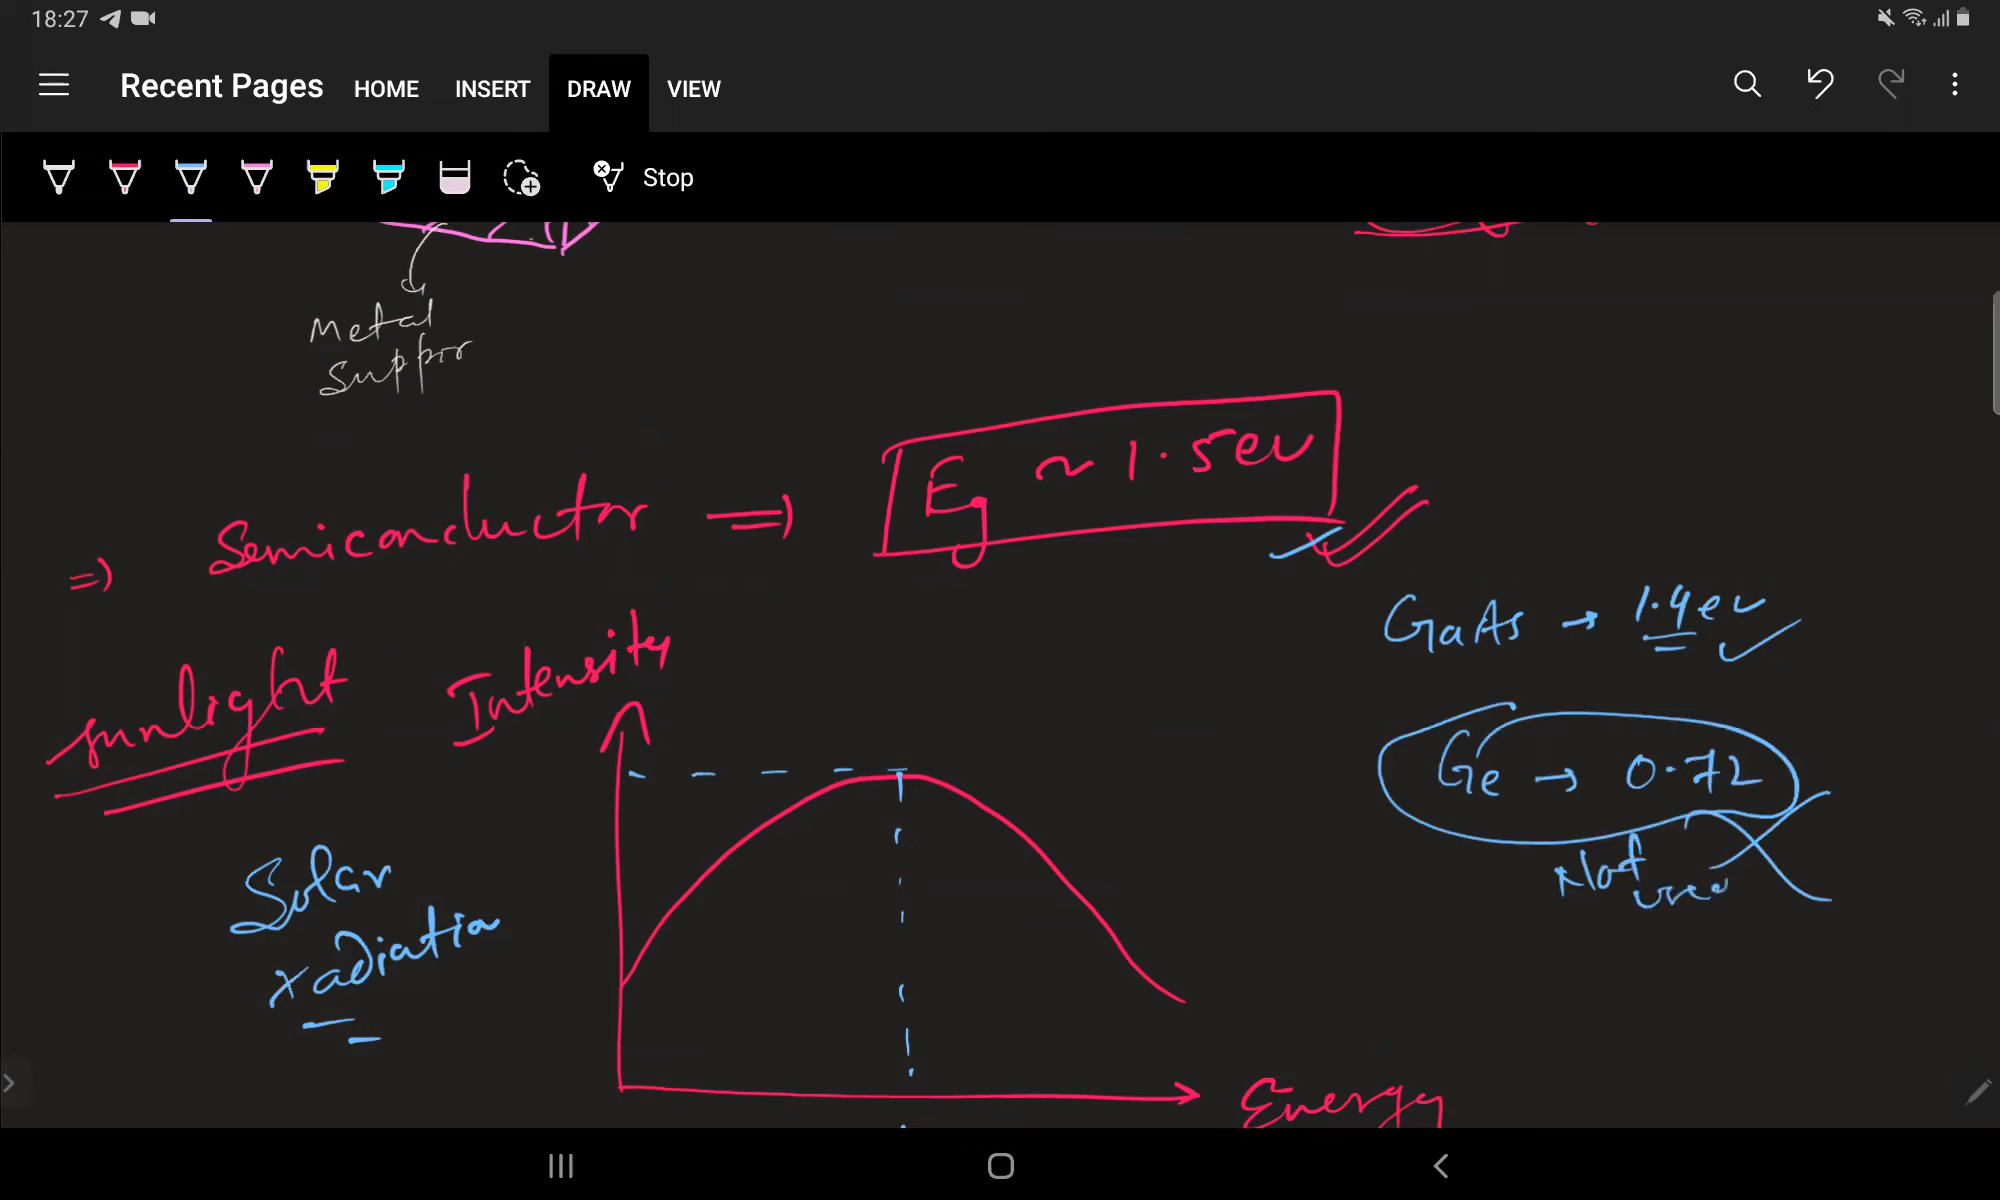 18:27
Recent Pages HOME INSERT DRAW VIEW
Stop
Metal
Suppor
=> Semiconductor => Eg ~ 1.5ev
GaAs → 1.4ev
sunlight
Intensity
Ge → 0.72
Not
used
Solar
radiation
Energy